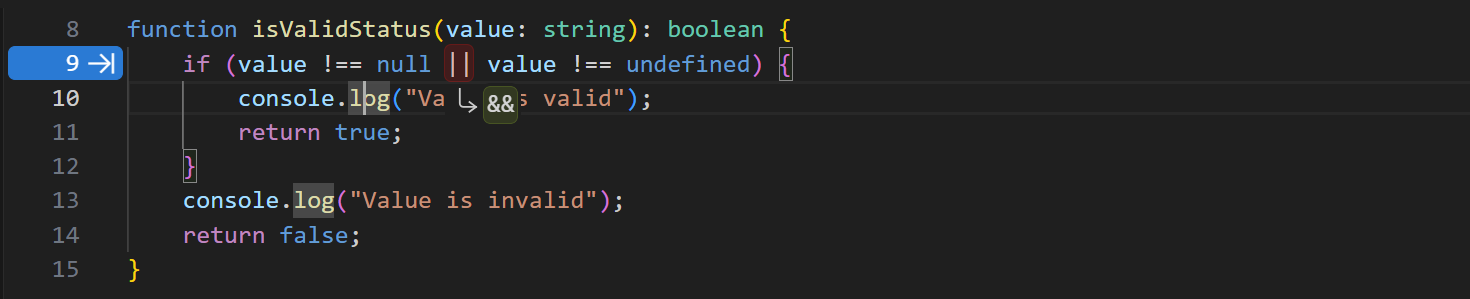 8 function isValidStatus(value: string): boolean {
9 if (value !== null || value !== undefined) {
10 console.log("Va && s valid");
11 return true;
12 }
13 console.log("Value is invalid");
14 return false;
15 }